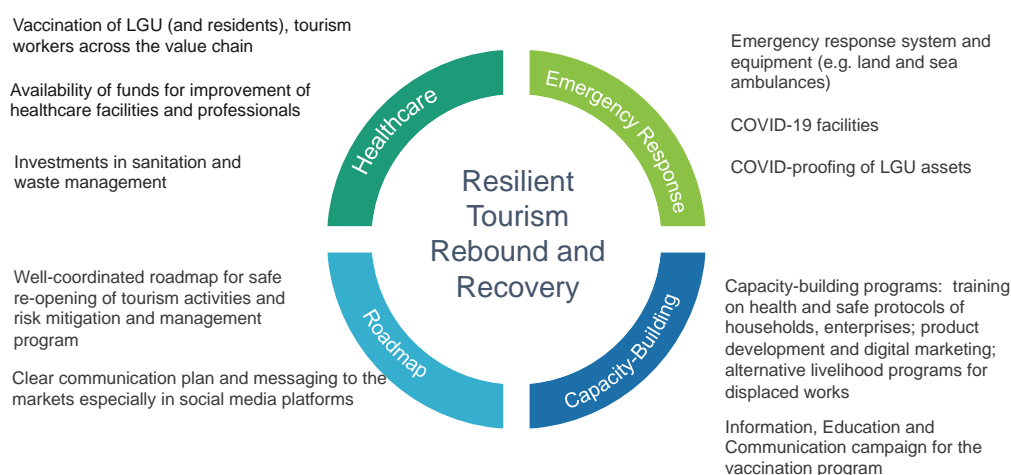 Vaccination of LGU (and residents), tourism
workers across the value chain
Availability of funds for improvement of
healthcare facilities and professionals
Investments in sanitation and
waste management
Healthcare
Emergency Response
Emergency response system and
equipment (e.g. land and sea
ambulances)
COVID-19 facilities
COVID-proofing of LGU assets
Resilient
Tourism
Rebound and
Recovery
Well-coordinated roadmap for safe
re-opening of tourism activities and
risk mitigation and management
program
Clear communication plan and messaging to the
markets especially in social media platforms
Roadmap
Capacity-Building
Capacity-building programs:  training
on health and safe protocols of
households, enterprises; product
development and digital marketing;
alternative livelihood programs for
displaced works
Information, Education and
Communication campaign for the
vaccination program